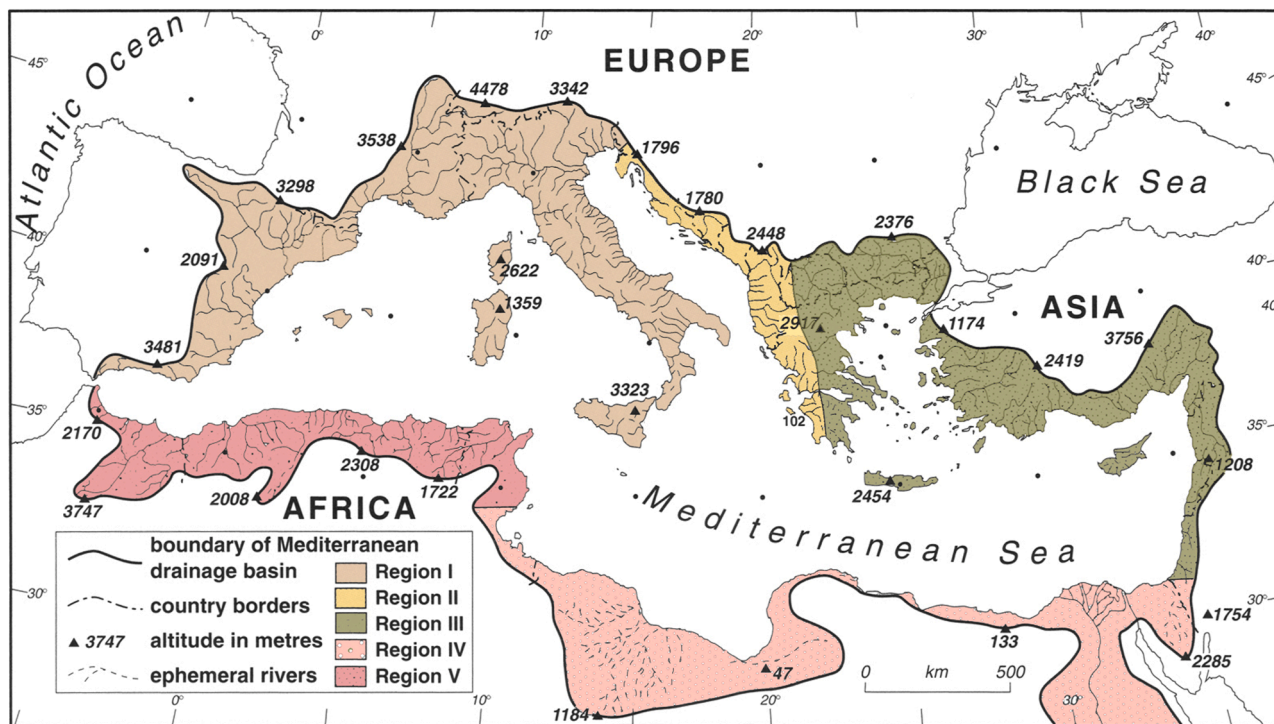 0°
10°
20°
30°
40°
45°
45°
EUROPE
Atlantic Ocean
4478
3342
3538
1796
3298
1780
Black Sea
2376
2448
40°
2091
2622
40°
40°
1359
ASIA
2917
1174
3756
3481
2419
3323
35°
102
35°
2170
2308
1208
2008
1722
2454
3747
AFRICA
Mediterranean Sea
boundary of Mediterranean
drainage basin
country borders
3747 altitude in metres
ephemeral rivers
Region I
Region II
Region III
Region IV
Region V
30°
30°
1754
133
2285
0 km 500
47
1184
0°
10°
20°
30°
40°